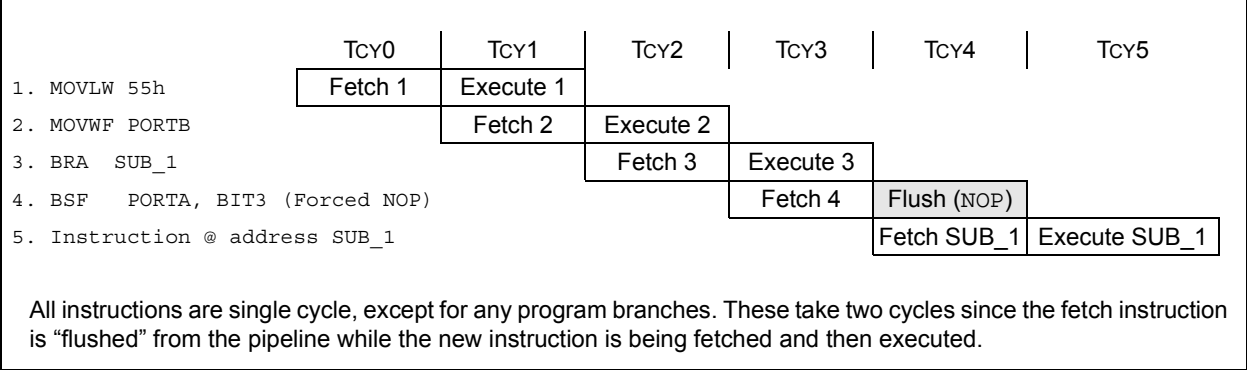 TCY0 TCY1 TCY2 TCY3 TCY4 TCY5
1. MOVLW 55h Fetch 1 Execute 1
2. MOVWF PORTB Fetch 2 Execute 2
3. BRA SUB_1 Fetch 3 Execute 3
4. BSF PORTA, BIT3 (Forced NOP) Fetch 4 Flush (NOP)
5. Instruction @ address SUB_1 Fetch SUB_1 Execute SUB_1
All instructions are single cycle, except for any program branches. These take two cycles since the fetch instruction
is “flushed” from the pipeline while the new instruction is being fetched and then executed.